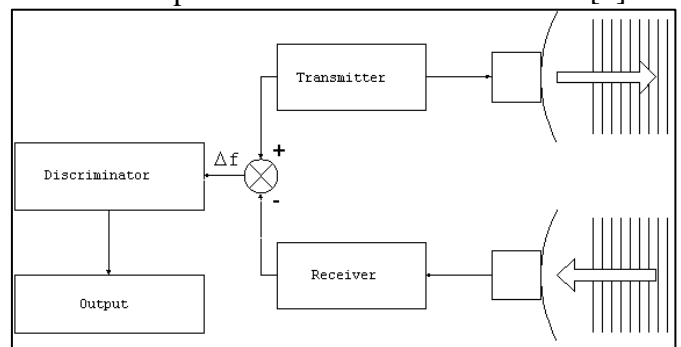 Transmitter
+
Δf
Discriminator
-
Receiver
Output